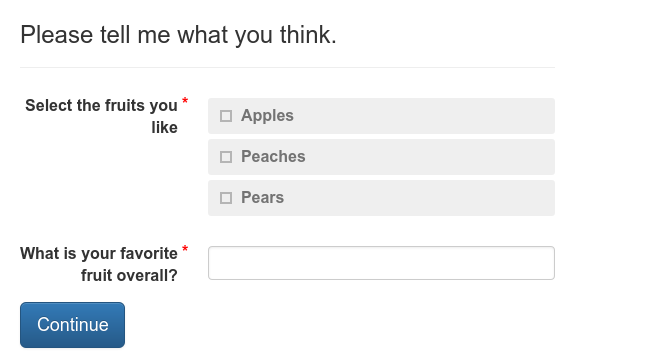 Please tell me what you think.
Select the fruits you *
like
Apples
Peaches
Pears
What is your favorite *
fruit overall?
Continue